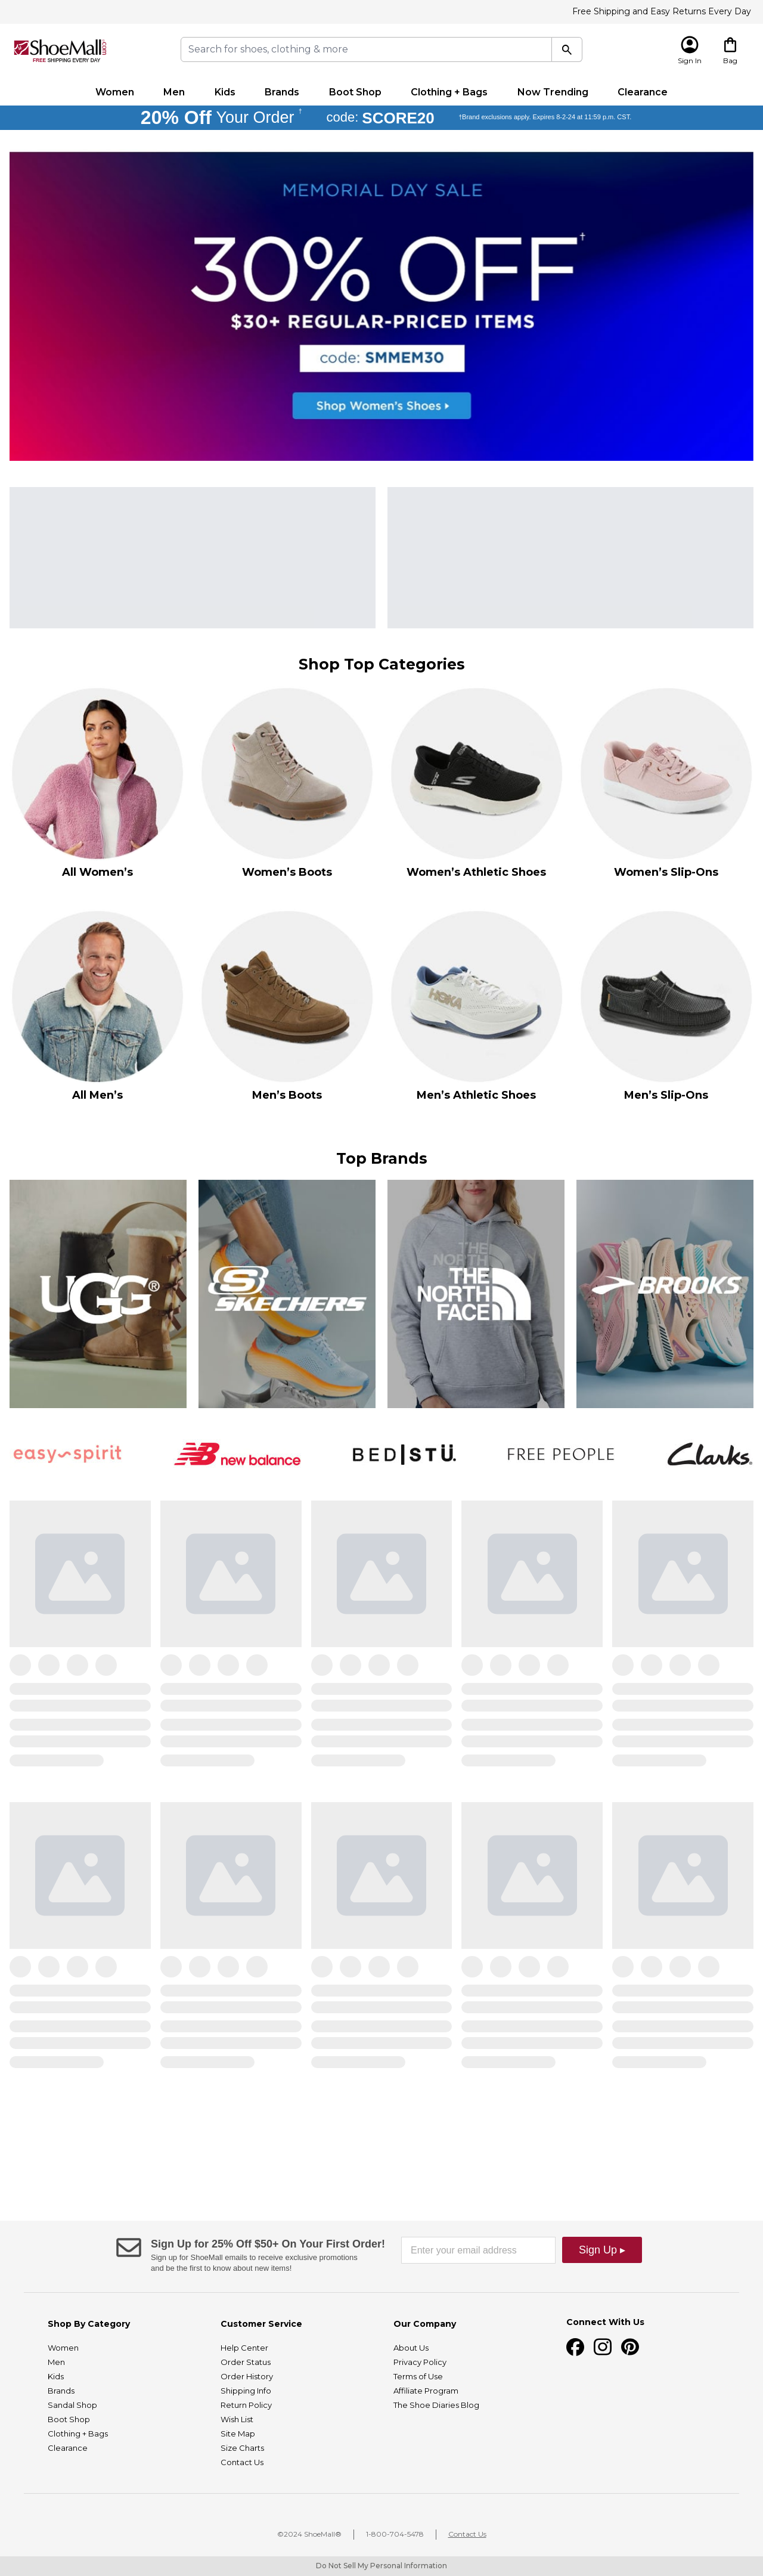 Free Shipping and Easy Returns Every Day
ShoeMall.com
FREE SHIPPING EVERY DAY
Search for shoes, clothing & more
Sign In
Bag
Women Men Kids Brands Boot Shop Clothing + Bags Now Trending Clearance
20% Off Your Order † code: SCORE20 †Brand exclusions apply. Expires 8-2-24 at 11:59 p.m. CST.
MEMORIAL DAY SALE
30% OFF†
$30+ REGULAR-PRICED ITEMS
code: SMMEM30
Shop Women's Shoes ▸
Shop Top Categories
All Women’s
Women’s Boots
Women’s Athletic Shoes
Women’s Slip-Ons
All Men’s
Men’s Boots
Men’s Athletic Shoes
Men’s Slip-Ons
Top Brands
UGG®
SKECHERS
THE NORTH FACE
THE
NORTH
FACE
BROOKS
easy spirit
NB new balance
BED|STÜ.
FREE PEOPLE
Clarks.
Sign Up for 25% Off $50+ On Your First Order!
Sign up for ShoeMall emails to receive exclusive promotions
and be the first to know about new items!
Enter your email address
Sign Up ▸
Shop By Category
Women
Men
Kids
Brands
Sandal Shop
Boot Shop
Clothing + Bags
Clearance
Customer Service
Help Center
Order Status
Order History
Shipping Info
Return Policy
Wish List
Site Map
Size Charts
Contact Us
Our Company
About Us
Privacy Policy
Terms of Use
Affiliate Program
The Shoe Diaries Blog
Connect With Us
©2024 ShoeMall®
1-800-704-5478
Contact Us
Do Not Sell My Personal Information